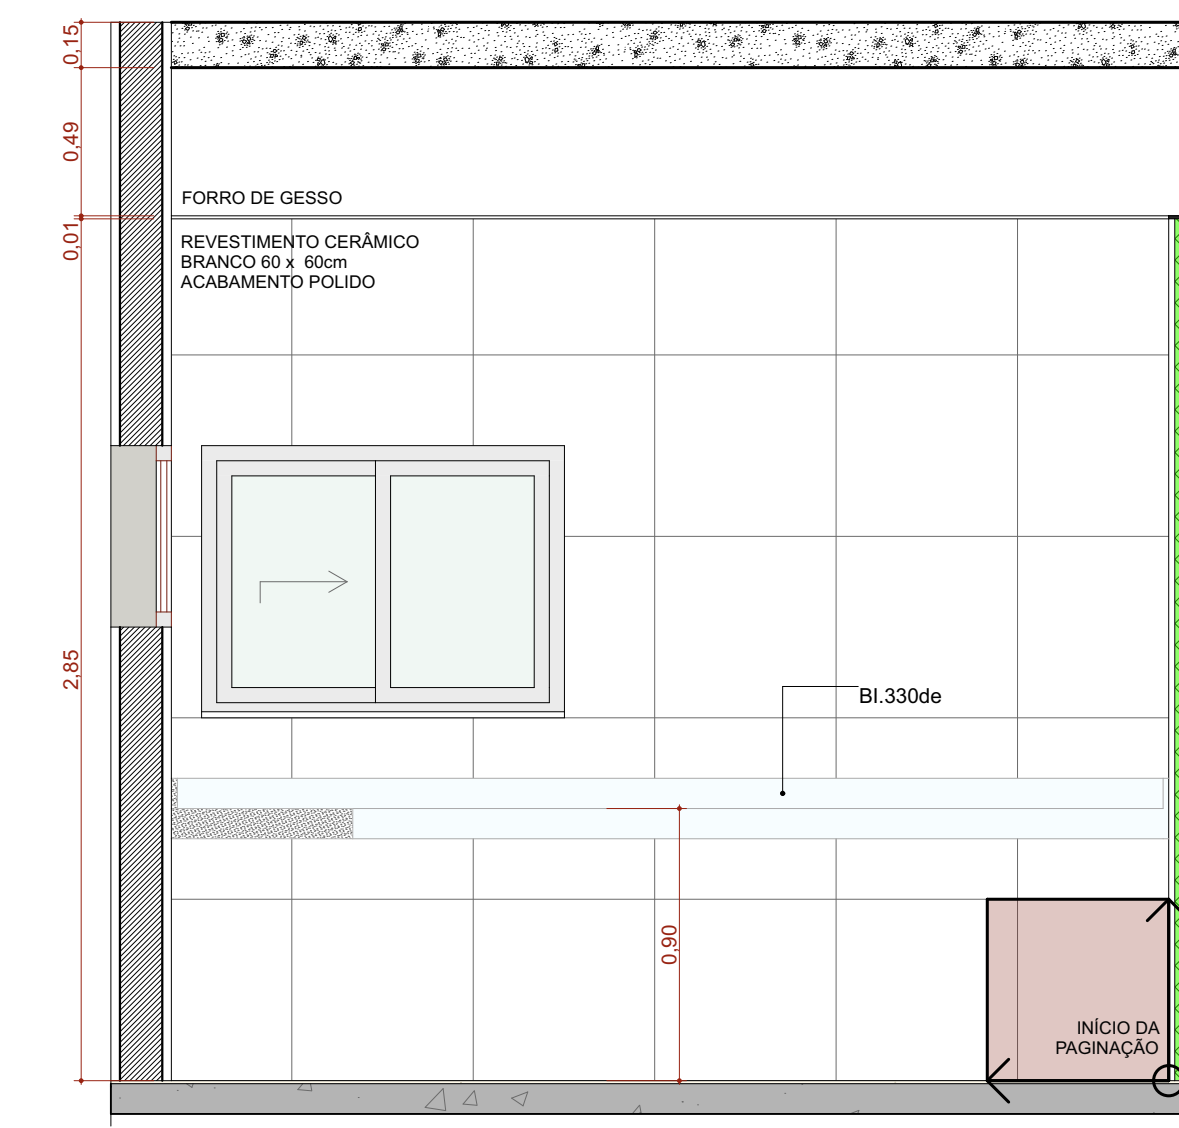 0,15
0,49
FORRO DE GESSO
0,01
REVESTIMENTO CERÂMICO
BRANCO 60 x 60cm
ACABAMENTO POLIDO
2,85
BI.330de
0,90
INÍCIO DA
PAGINAÇÃO